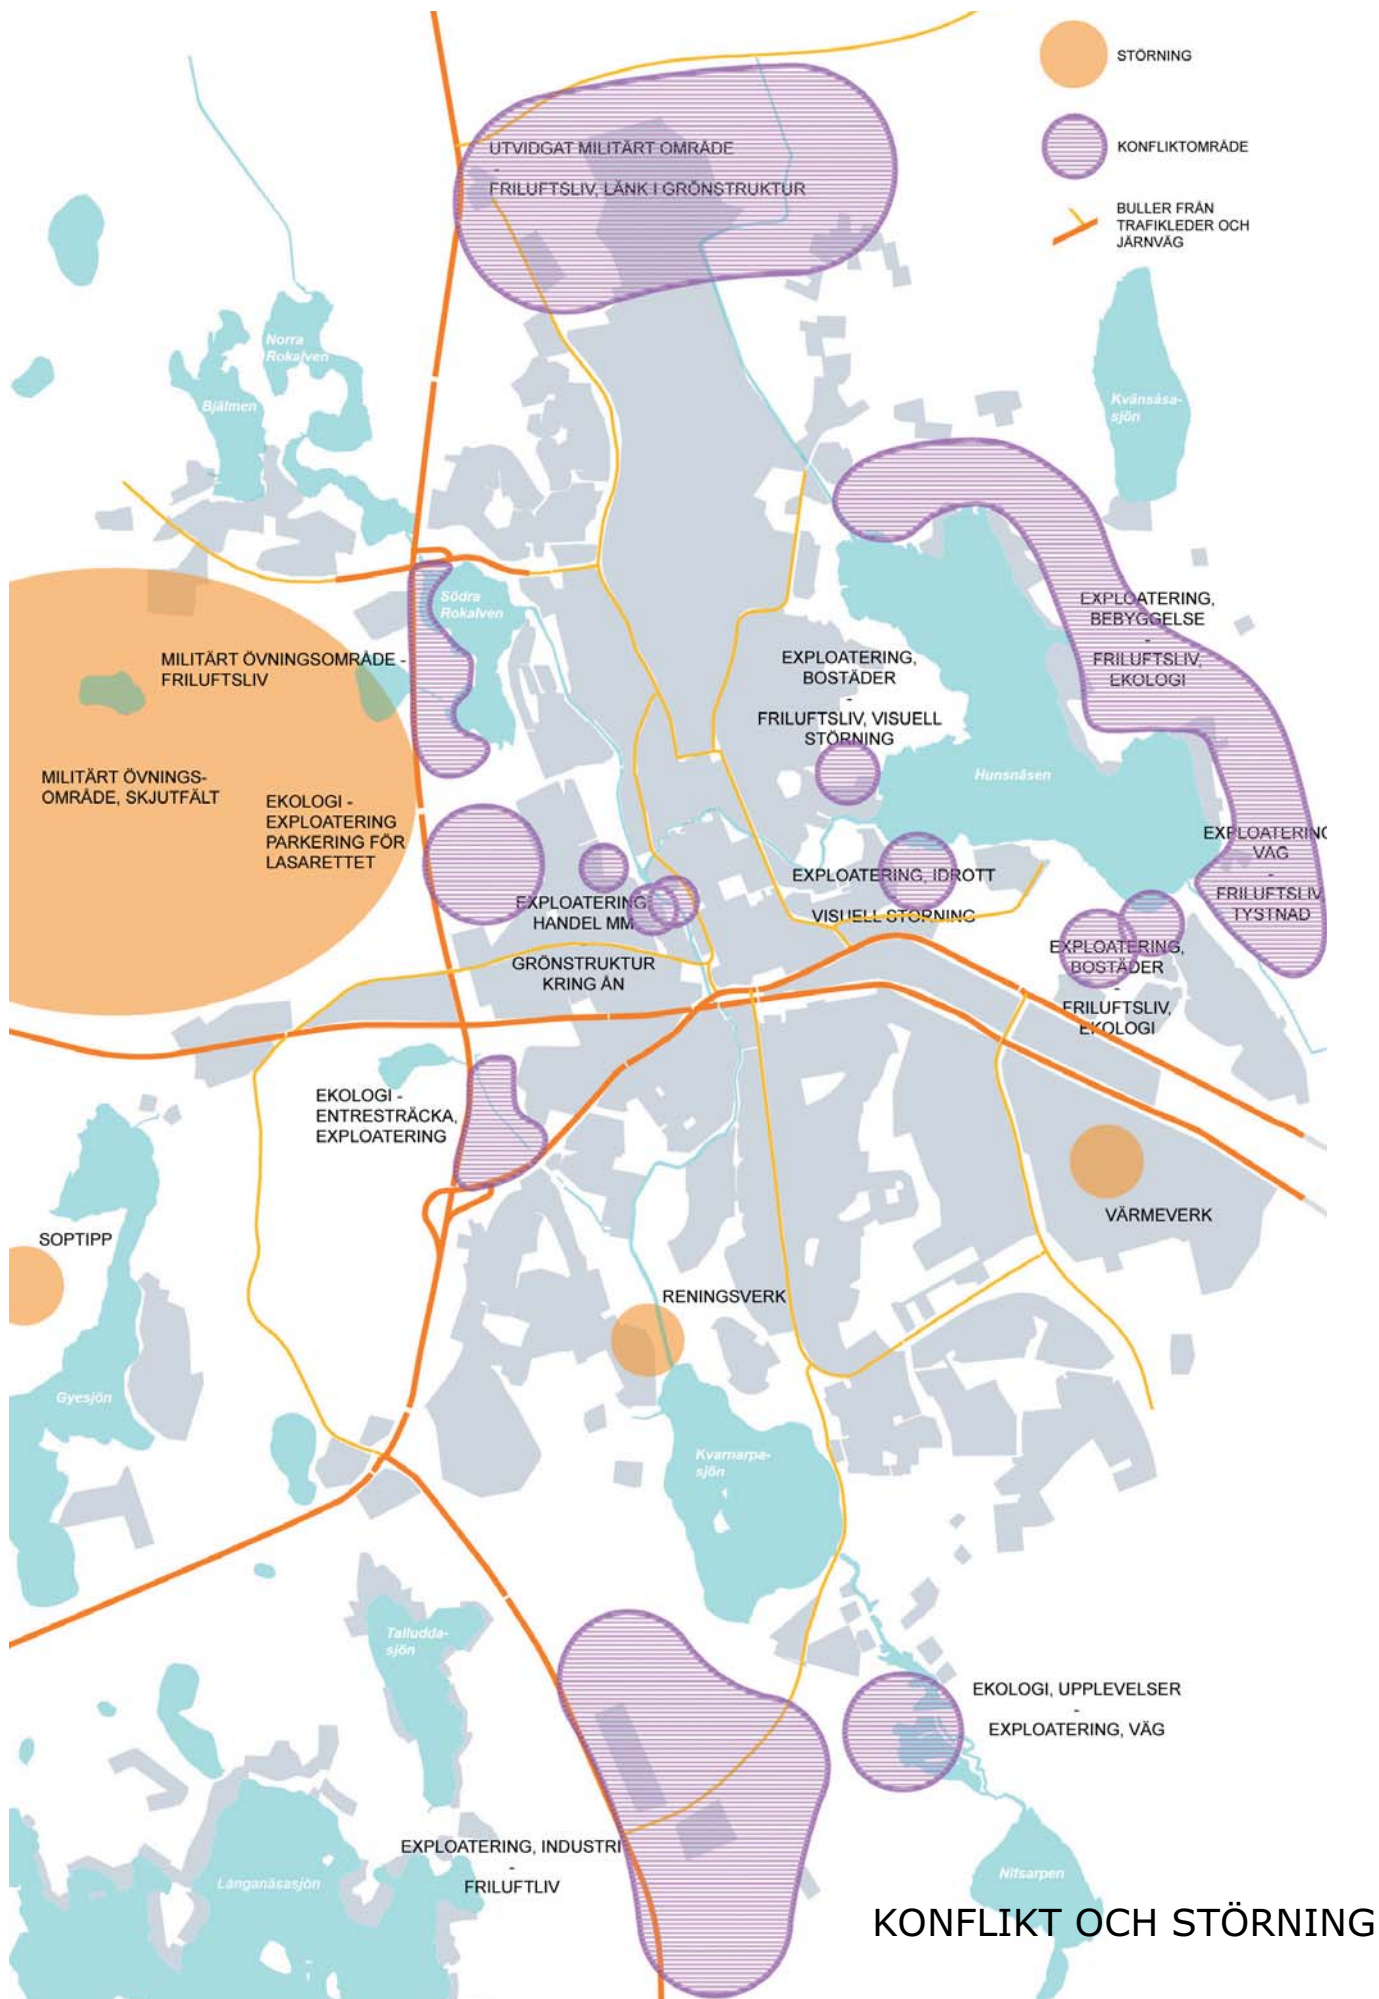 STÖRNING
KONFLIKTOMRÅDE
BULLER FRÅN
TRAFIKLEDER OCH
JÄRNVÄG
UTVIDGAT MILITÄRT OMRÅDE
-
FRILUFTSLIV, LÄNK I GRÖNSTRUKTUR
Norra
Rokalven
Bjälmen
Kvänsåsa-
sjön
Södra
Rokalven
EXPLOATERING,
BEBYGGELSE
-
FRILUFTSLIV,
EKOLOGI
MILITÄRT ÖVNINGSOMRÅDE -
FRILUFTSLIV
EXPLOATERING,
BOSTÄDER
-
FRILUFTSLIV, VISUELL
STÖRNING
MILITÄRT ÖVNINGS-
OMRÅDE, SKJUTFÄLT
Hunsnäsen
EKOLOGI -
EXPLOATERING
PARKERING FÖR
LASARETTET
EXPLOATERING
VÄG
-
FRILUFTSLIV
TYSTNAD
EXPLOATERING, IDROTT
-
VISUELL STÖRNING
EXPLOATERING
HANDEL MM
-
GRÖNSTRUKTUR
KRING ÅN
EXPLOATERING,
BOSTÄDER
-
FRILUFTSLIV,
EKOLOGI
EKOLOGI -
ENTRESTRÄCKA,
EXPLOATERING
VÄRMEVERK
SOPTIPP
RENINGSVERK
Gyesjön
Kvarnarpa-
sjön
Talludda-
sjön
EKOLOGI, UPPLEVELSER
-
EXPLOATERING, VÄG
EXPLOATERING, INDUSTRI
-
FRILUFTLIV
Långanäsasjön
Nifsarpen
KONFLIKT OCH STÖRNING